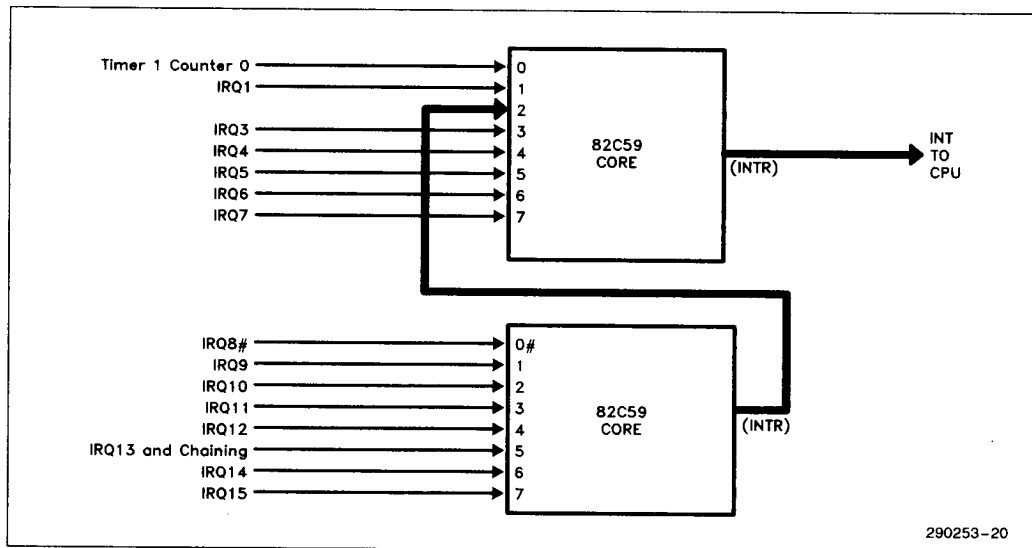 Timer 1 Counter 0
IRQ1
IRQ3
IRQ4
IRQ5
IRQ6
IRQ7
0
1
2
3
4
5
6
7
82C59
CORE
(INTR)
INT
TO
CPU
IRQ8#
IRQ9
IRQ10
IRQ11
IRQ12
IRQ13 and Chaining
IRQ14
IRQ15
0#
1
2
3
4
5
6
7
82C59
CORE
(INTR)
290253-20